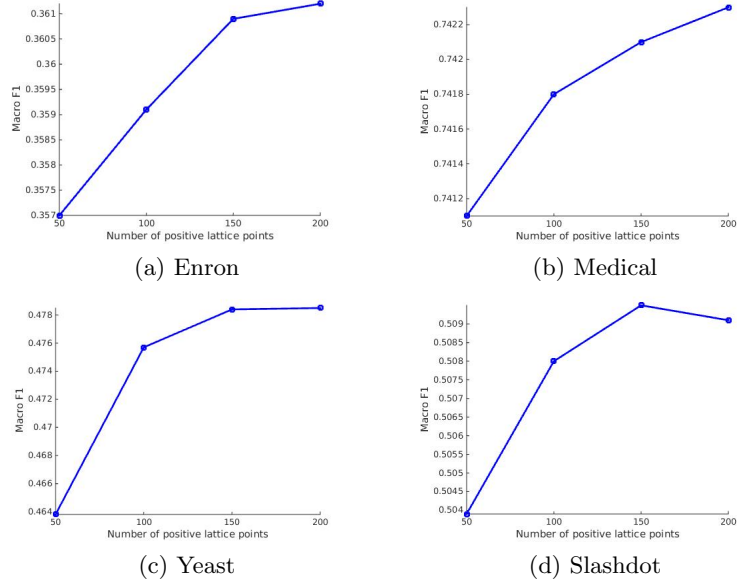 0.361
0.3605
0.36
0.3595
0.359
0.3585
0.358
0.3575
0.357
Macro F1
50 100 150 200
Number of positive lattice points
(a) Enron
0.7422
0.742
0.7418
0.7416
0.7414
0.7412
Macro F1
50 100 150 200
Number of positive lattice points
(b) Medical
0.478
0.476
0.474
0.472
0.47
0.468
0.466
0.464
Macro F1
50 100 150 200
Number of positive lattice points
(c) Yeast
0.509
0.5085
0.508
0.5075
0.507
0.5065
0.506
0.5055
0.505
0.5045
0.504
Macro F1
50 100 150 200
Number of positive lattice points
(d) Slashdot